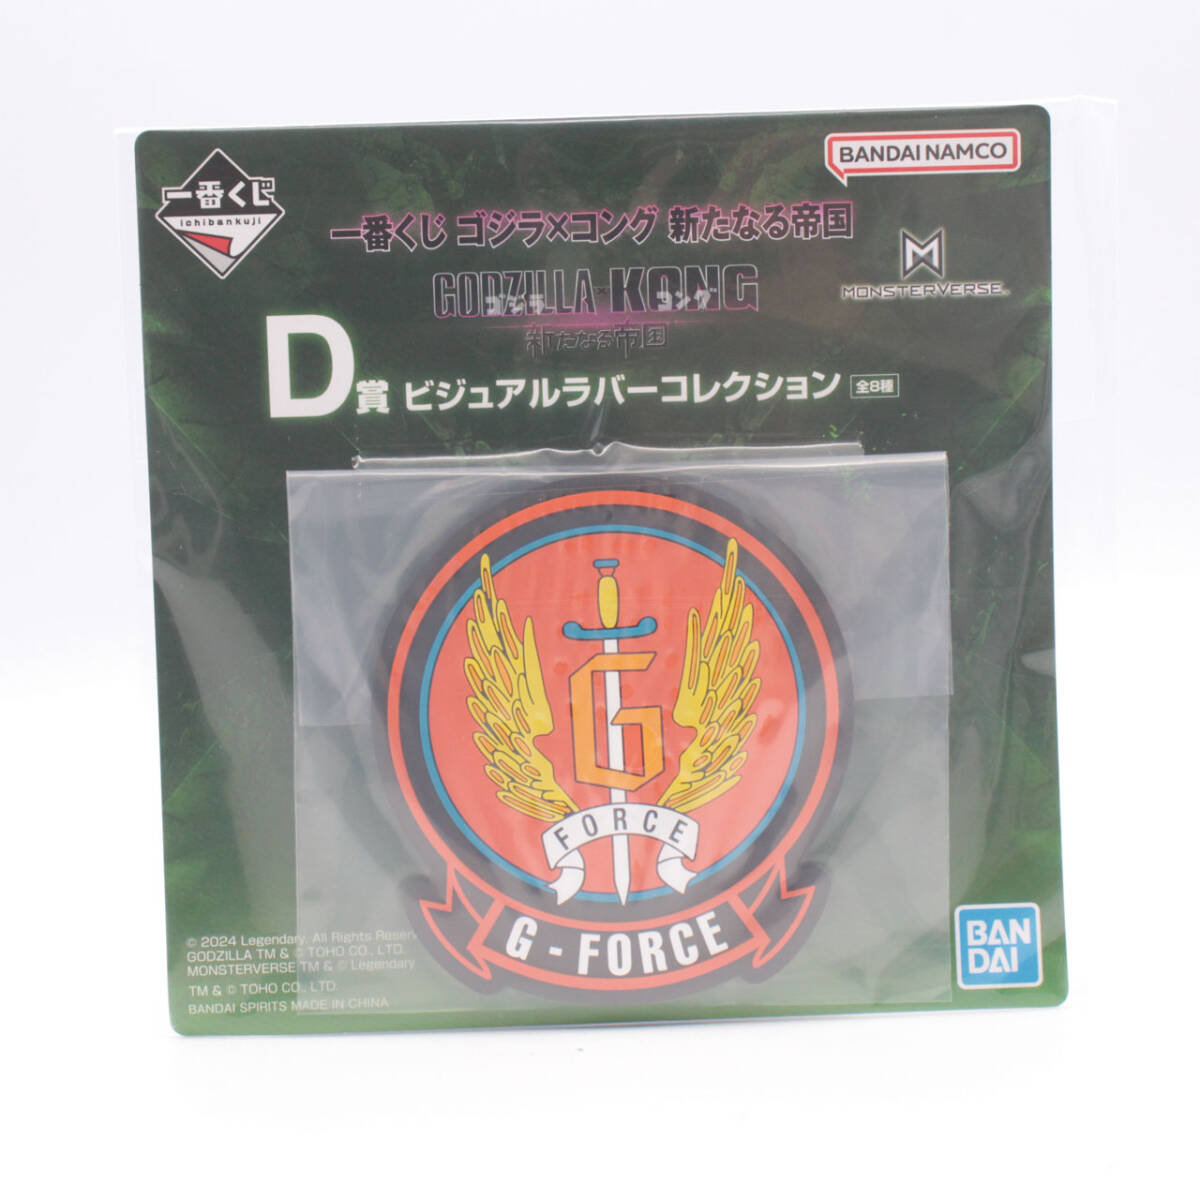 一番くじ
ichibankuji
BANDAI NAMCO
一番くじ ゴジラ×コング 新たなる帝国
GODZILLA × KONG
ゴジラ コング
新たなる帝国
MONSTERVERSE™
D賞 ビジュアルラバーコレクション 全8種
G
FORCE
G-FORCE
© 2024 Legendary. All Rights
GODZILLA TM & © TOHO CO., LTD.
MONSTERVERSE TM & © Legendary
TM & © TOHO CO., LTD.
BANDAI SPIRITS MADE IN CHINA
BAN
DAI